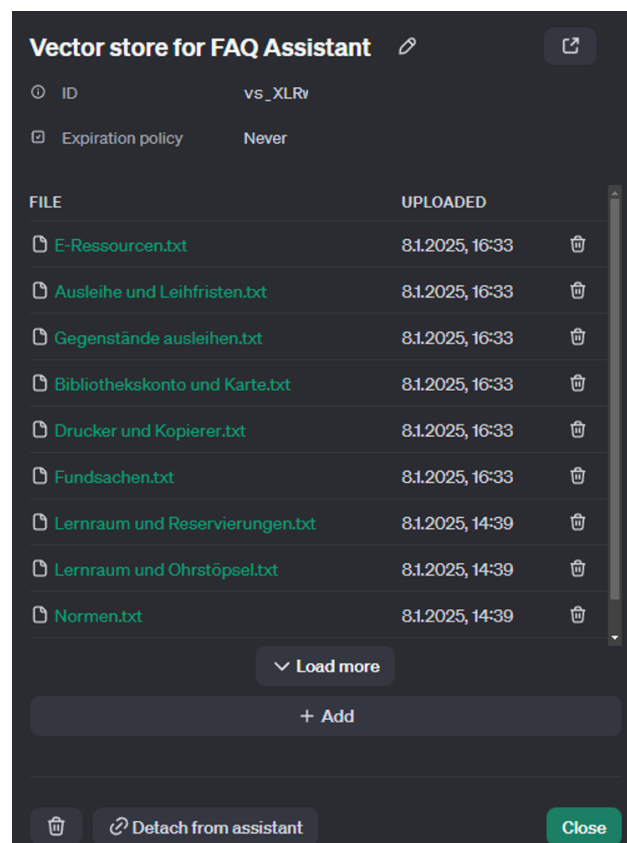 Vector store for FAQ Assistant
ID vs_XLRw
Expiration policy Never
FILE UPLOADED
E-Ressourcen.txt 8.1.2025, 16:33
Ausleihe und Leihfristen.txt 8.1.2025, 16:33
Gegenstände ausleihen.txt 8.1.2025, 16:33
Bibliothekskonto und Karte.txt 8.1.2025, 16:33
Drucker und Kopierer.txt 8.1.2025, 16:33
Fundsachen.txt 8.1.2025, 16:33
Lernraum und Reservierungen.txt 8.1.2025, 14:39
Lernraum und Ohrstöpsel.txt 8.1.2025, 14:39
Normen.txt 8.1.2025, 14:39
Load more
+ Add
Detach from assistant Close